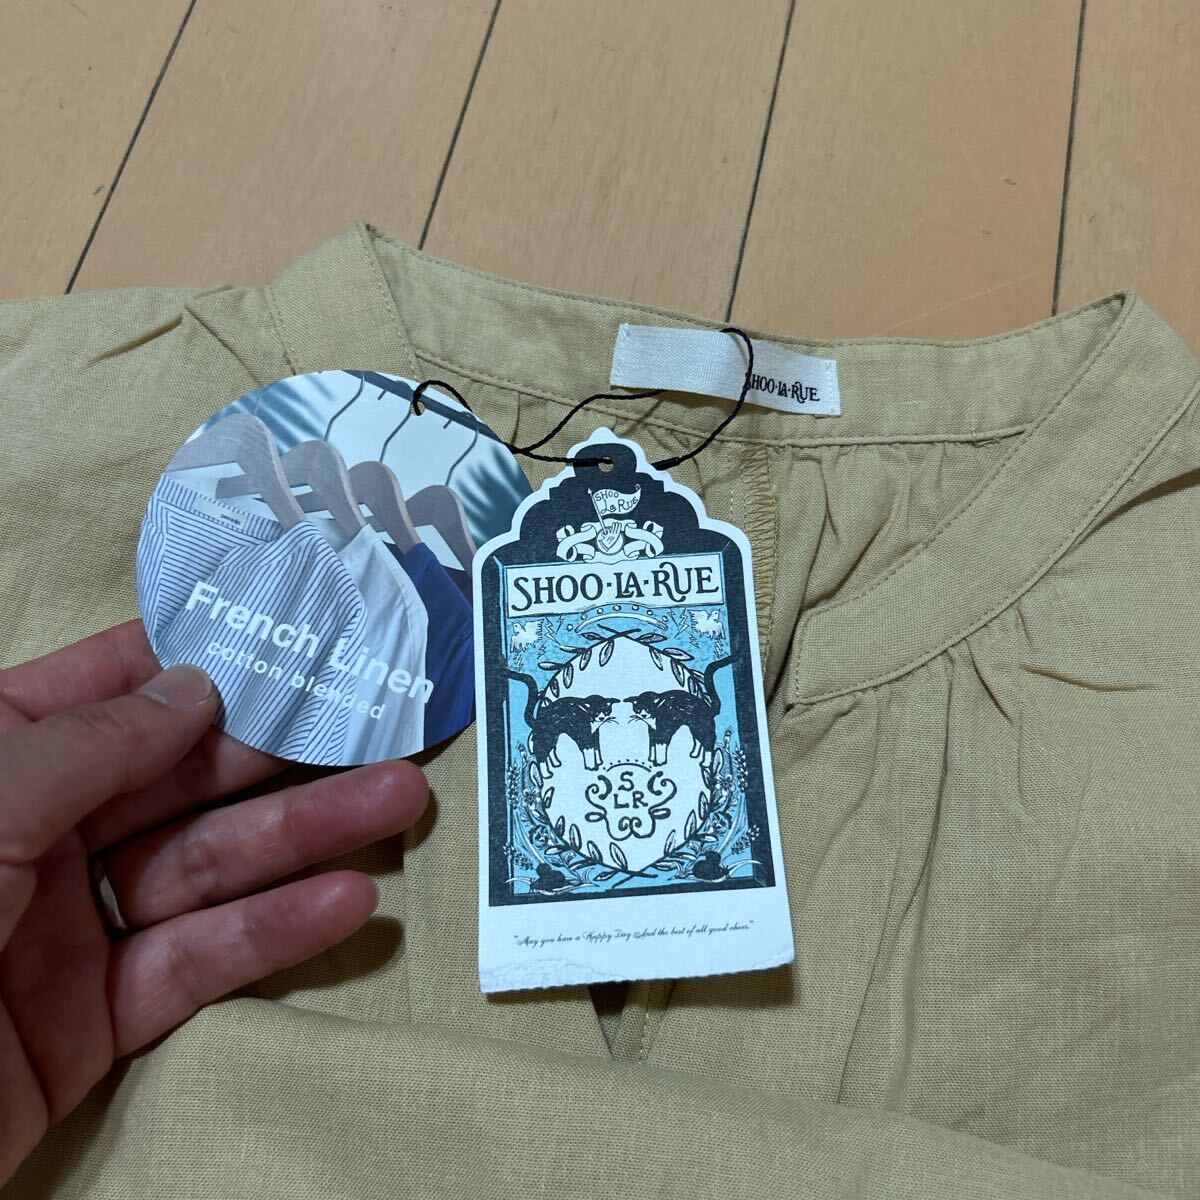 SHOO·LA·RUE
SHOO
LA RUE
SHOO·LA·RUE
French Linen
cotton blended
S
LR
"May you have a Happy Day And the best of all good cheer."